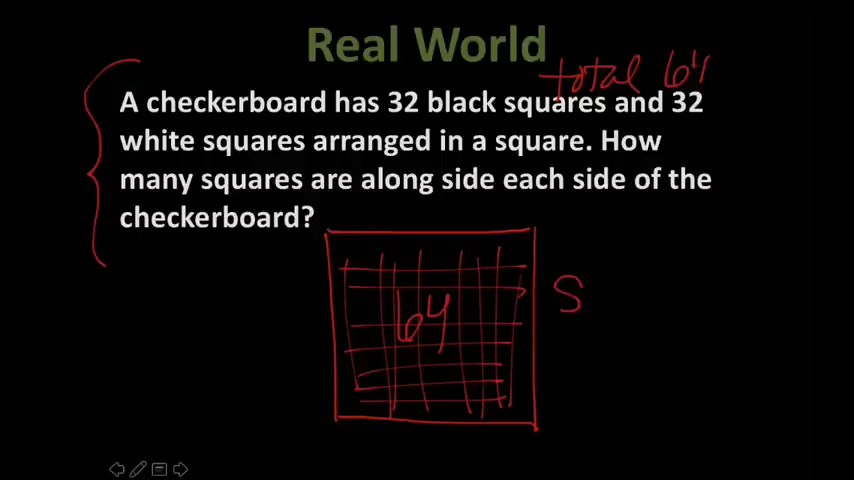 Real World
total 64
A checkerboard has 32 black squares and 32
white squares arranged in a square. How
many squares are along side each side of the
checkerboard?
64
S